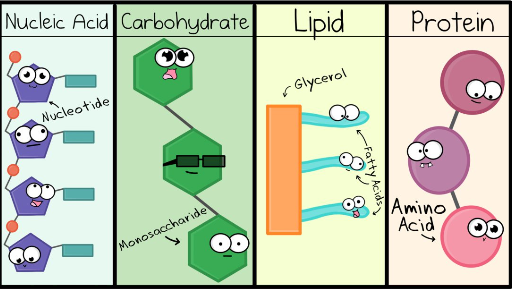 Nucleic Acid
Nucleotide
Carbohydrate
Monosaccharide
Lipid
Glycerol
Fatty Acids
Protein
Amino
Acid